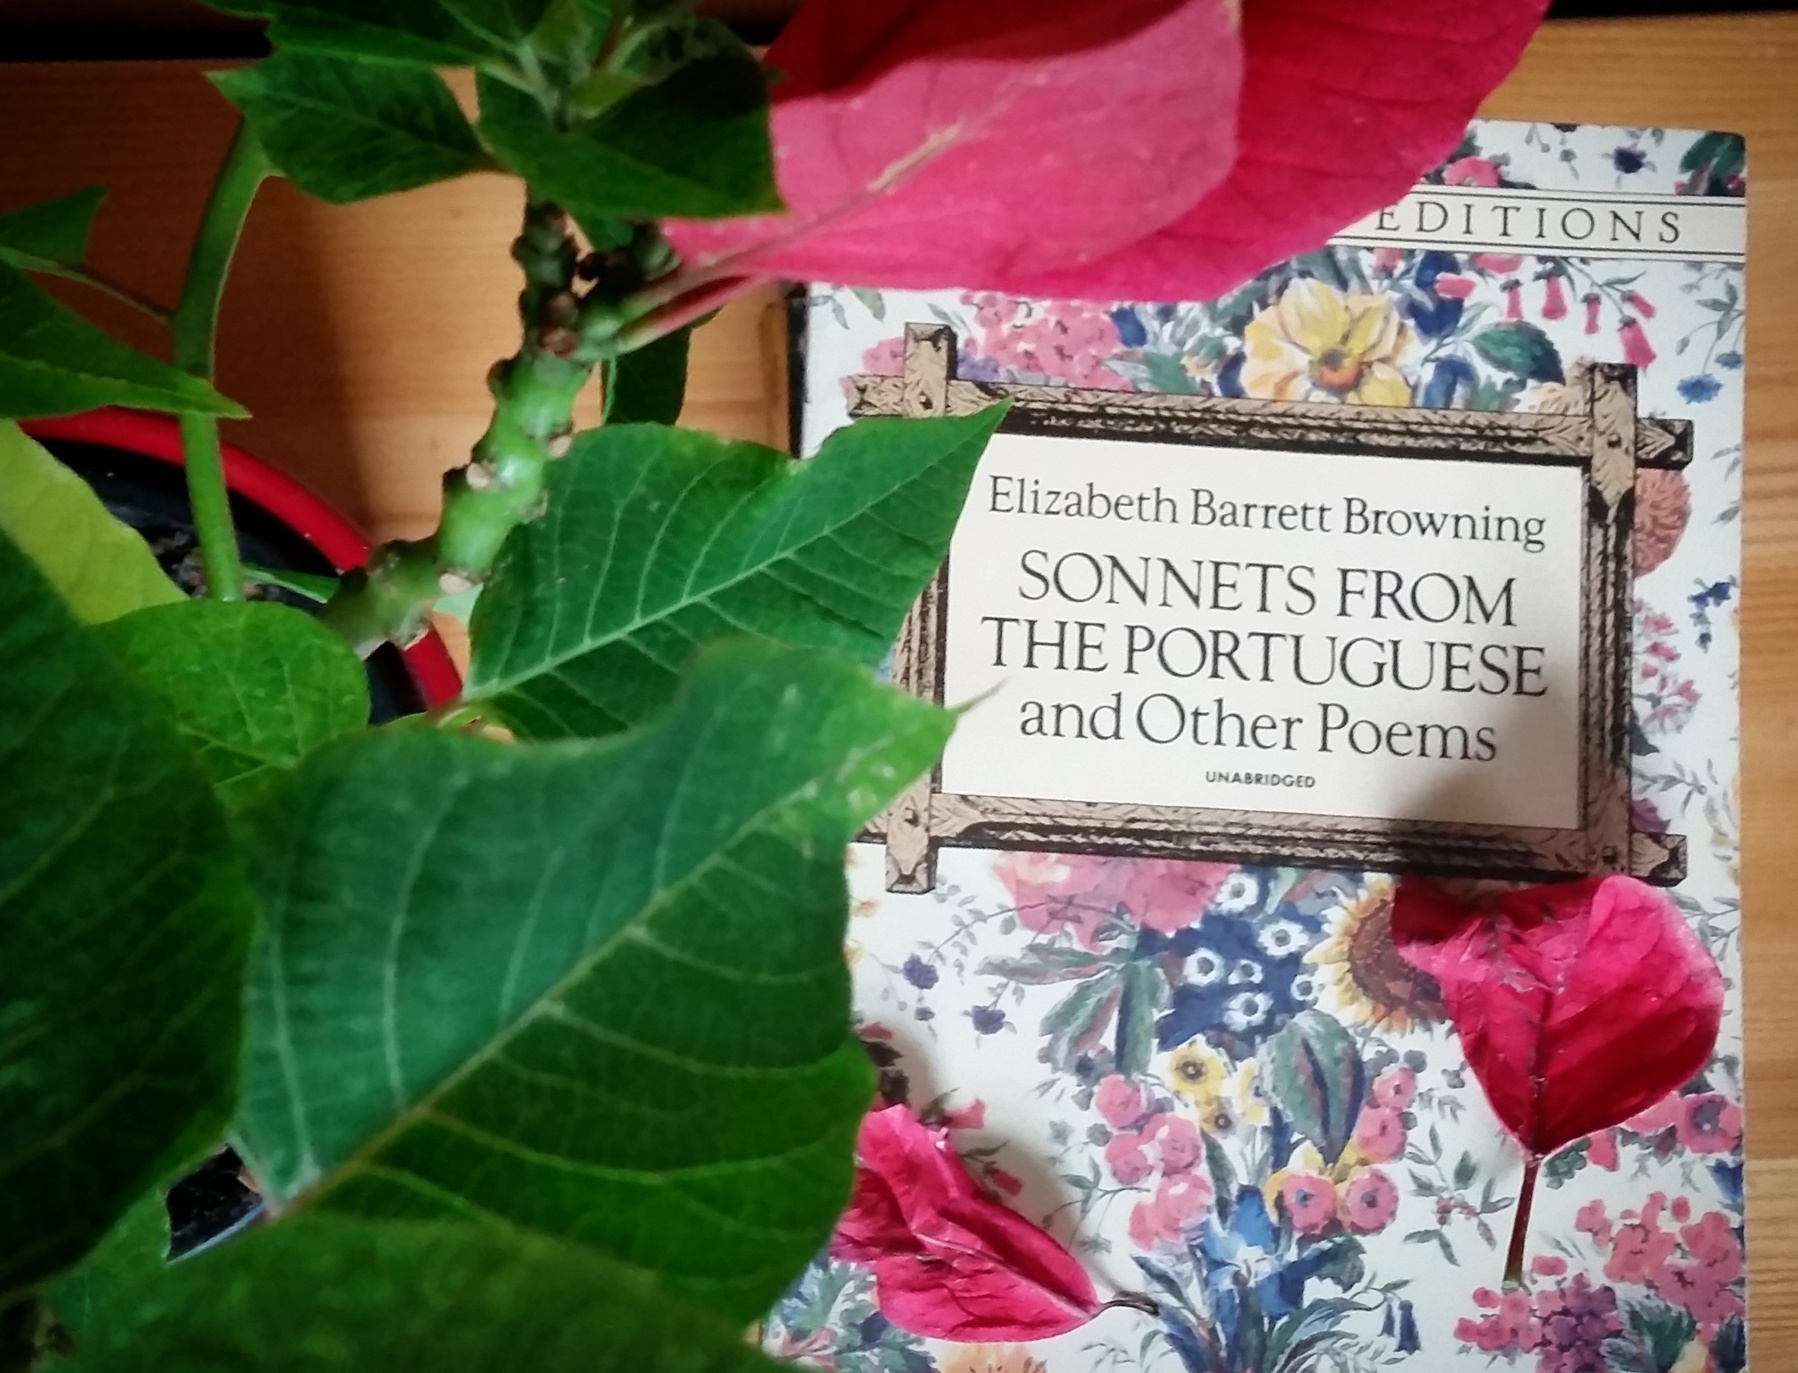 EDITIONS
Elizabeth Barrett Browning
SONNETS FROM
THE PORTUGUESE
and Other Poems
UNABRIDGED